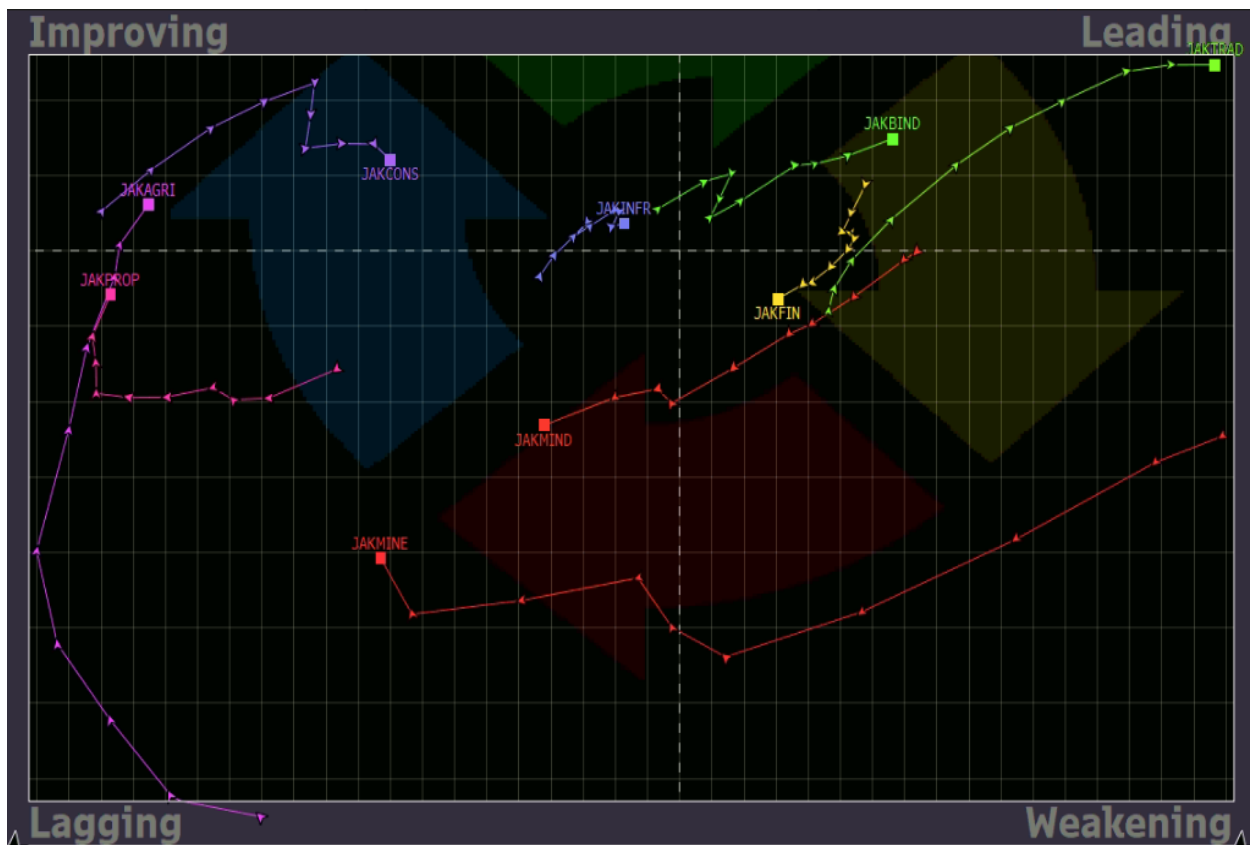 Improving
Leading
JAKTRAD
JAKBIND
JAKCONS
JAKAGRI
JAKINFR
JAKPROP
JAKFIN
JAKMIND
JAKMINE
Lagging
Weakening